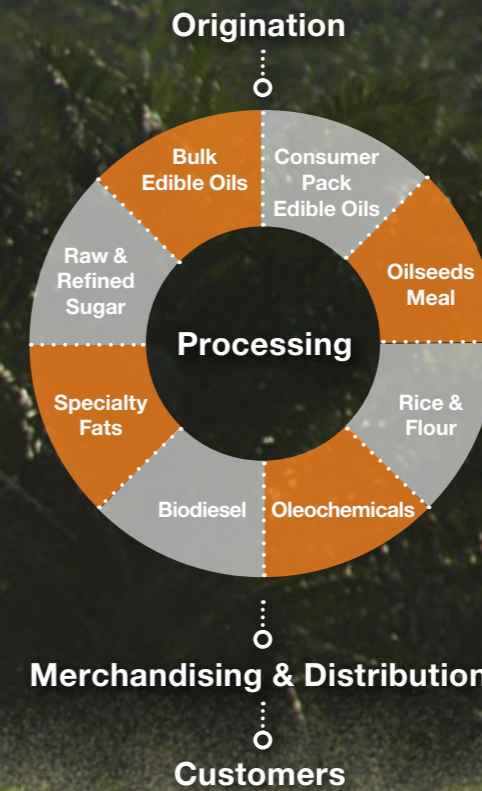 Origination
Bulk
Edible Oils
Consumer
Pack
Edible Oils
Raw &
Refined
Sugar
Oilseeds
Meal
Processing
Specialty
Fats
Rice &
Flour
Biodiesel
Oleochemicals
Merchandising & Distribution
Customers